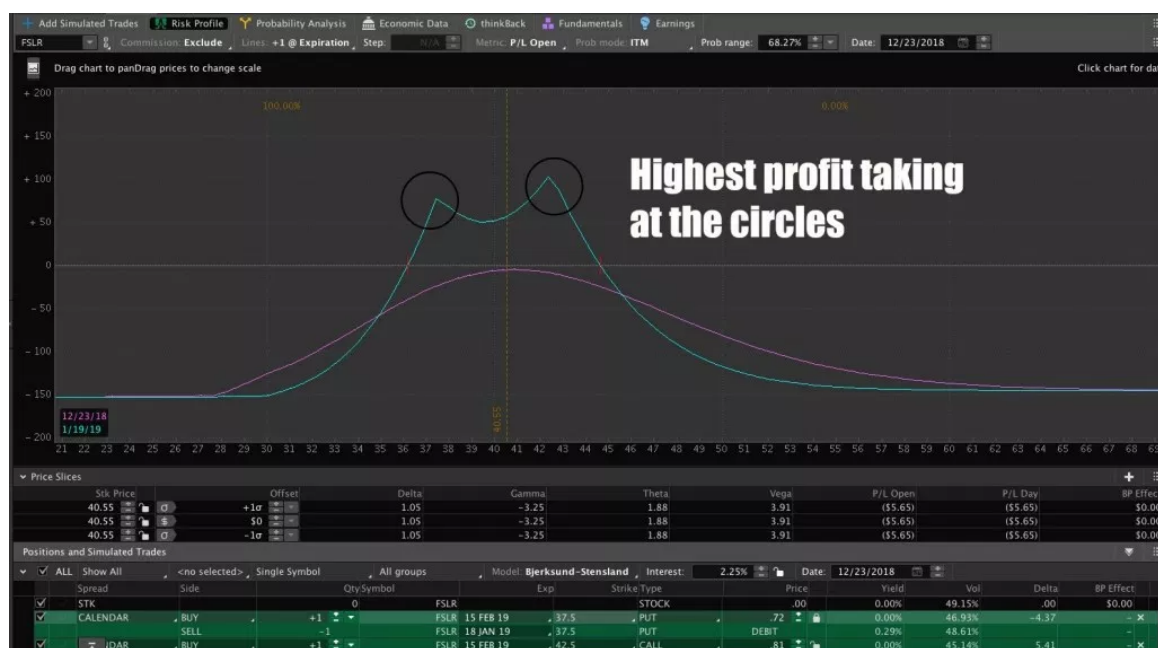 Add Simulated Trades Risk Profile Probability Analysis Economic Data thinkBack Fundamentals Earnings
FSLR Commission: Exclude Lines: +1 @ Expiration Step: N/A Metric: P/L Open Prob mode: ITM Prob range: 68.27% Date: 12/23/2018
Drag chart to panDrag prices to change scale Click chart for da
+ 200
100.00% 0.00%
+ 150
+ 100
Highest profit taking
at the circles
+ 50
0
- 50
- 100
- 150
12/23/18
1/19/19
40.55
- 200
21 22 23 24 25 26 27 28 29 30 31 32 33 34 35 36 37 38 39 40 41 42 43 44 45 46 47 48 49 50 51 52 53 54 55 56 57 58 59 60 61 62 63 64 65 66 67 68 69
Price Slices
Stk Price Offset Delta Gamma Theta Vega P/L Open P/L Day BP Effec
40.55 σ +1σ 1.05 -3.25 1.88 3.91 ($5.65) ($5.65) $0.00
40.55 $ $0 1.05 -3.25 1.88 3.91 ($5.65) ($5.65) $0.00
40.55 σ -1σ 1.05 -3.25 1.88 3.91 ($5.65) ($5.65) $0.00
Positions and Simulated Trades
ALL Show All <no selected> Single Symbol All groups Model: Bjerksund-Stensland Interest: 2.25% Date: 12/23/2018
Spread Side Qty Symbol Exp Strike Type Price Yield Vol Delta BP Effect
STK 0 FSLR STOCK .00 0.00% 49.15% .00 $0.00
CALENDAR BUY +1 FSLR 15 FEB 19 37.5 PUT .72 0.00% 46.93% -4.37 - X
SELL -1 FSLR 18 JAN 19 37.5 PUT DEBIT 0.29% 48.61% -
BUY +1 FSLR 15 FEB 19 42.5 CALL .81 0.00% 45.14% 5.41 - X